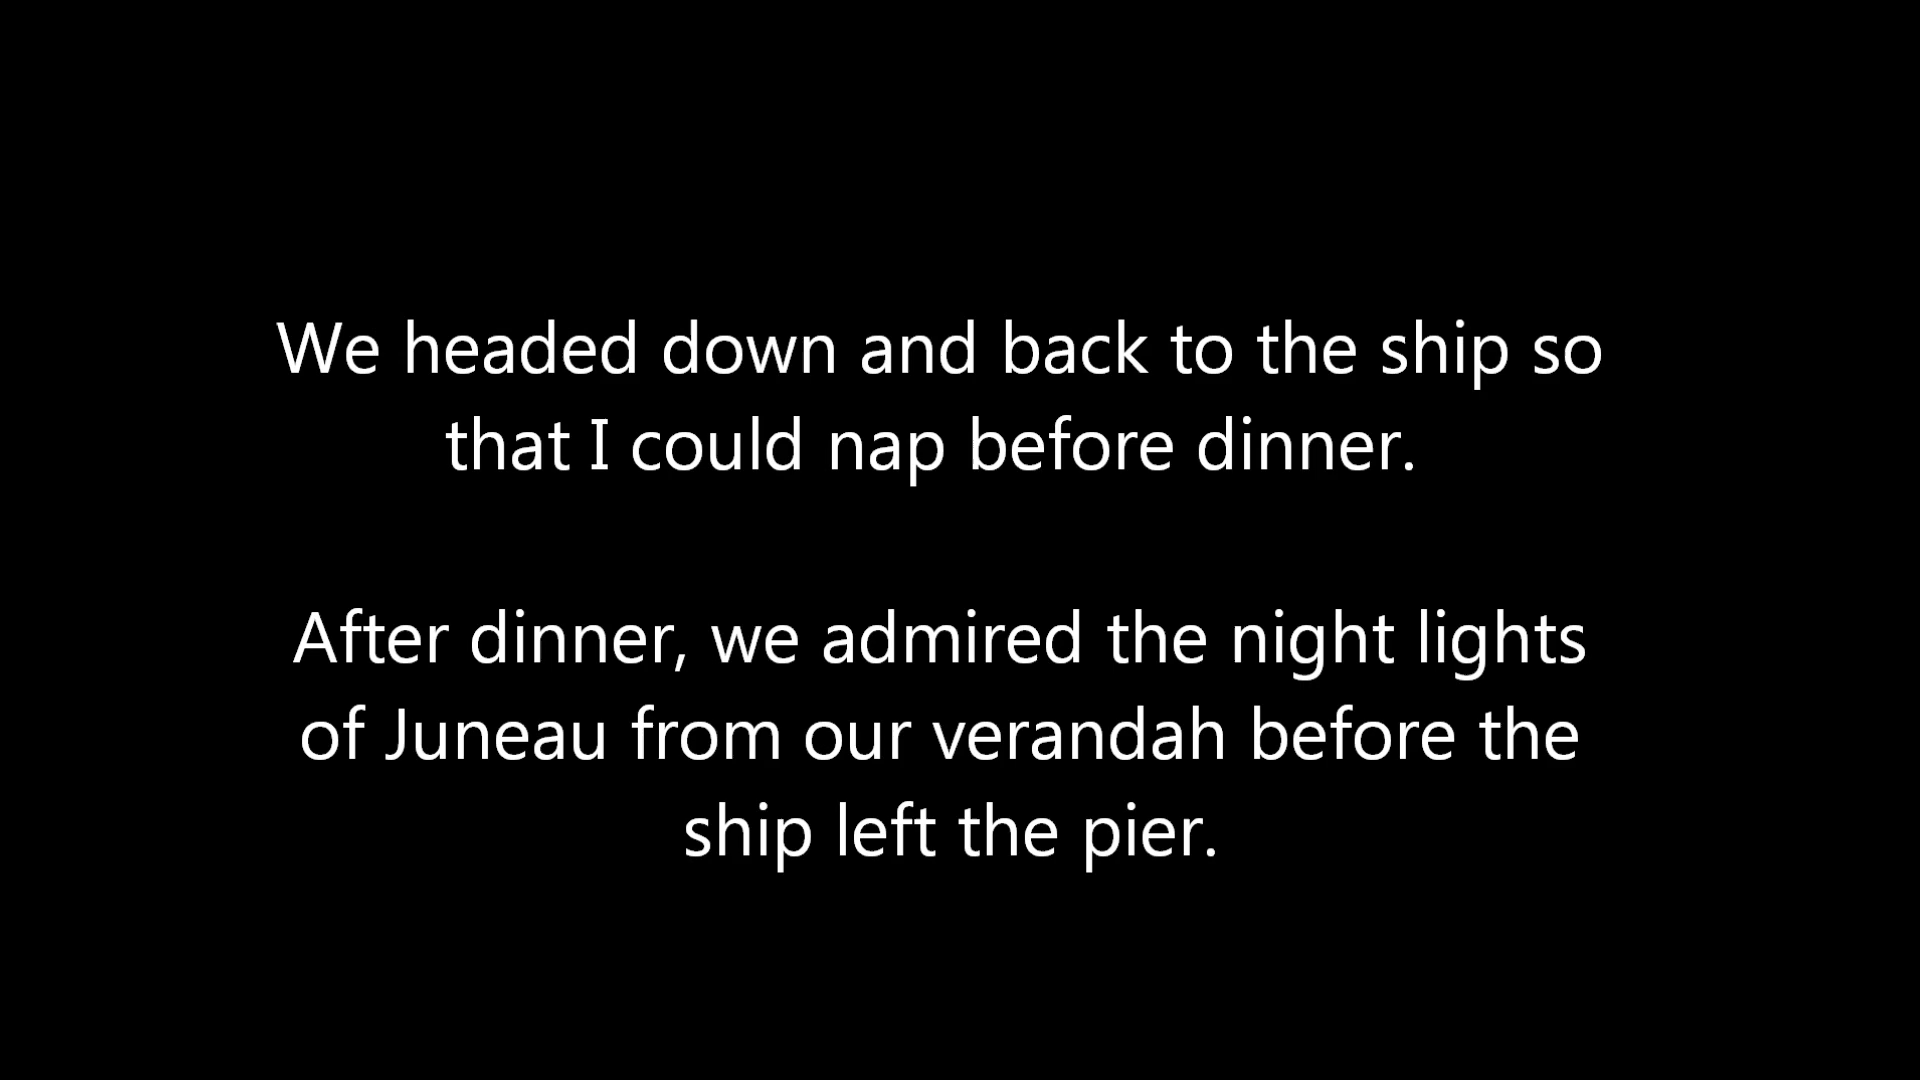 We headed down and back to the ship so
that I could nap before dinner.
After dinner, we admired the night lights
of Juneau from our verandah before the
ship left the pier.